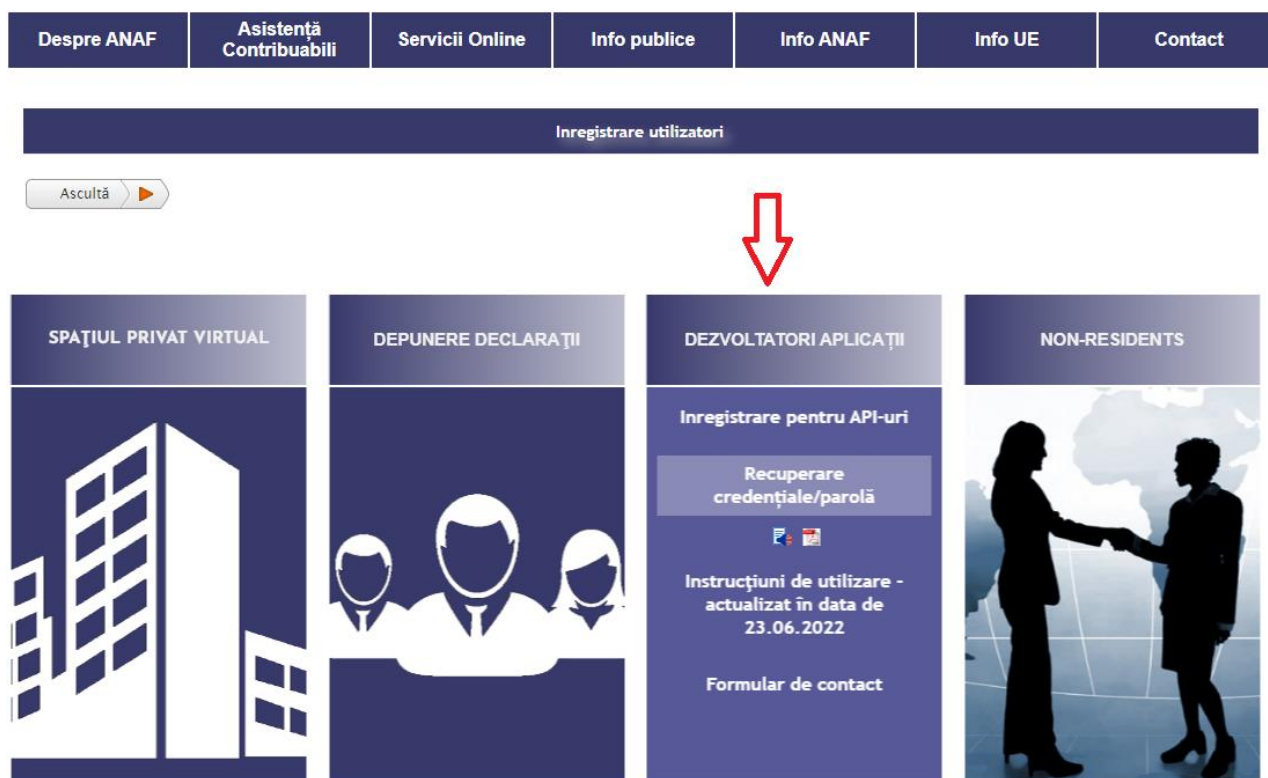 Despre ANAF
Asistență
Contribuabili
Servicii Online
Info publice
Info ANAF
Info UE
Contact
Inregistrare utilizatori
Ascultă
SPAŢIUL PRIVAT VIRTUAL
DEPUNERE DECLARAŢII
DEZVOLTATORI APLICAȚII
NON-RESIDENTS
Inregistrare pentru API-uri
Recuperare
credențiale/parolă
Instrucțiuni de utilizare -
actualizat în data de
23.06.2022
Formular de contact